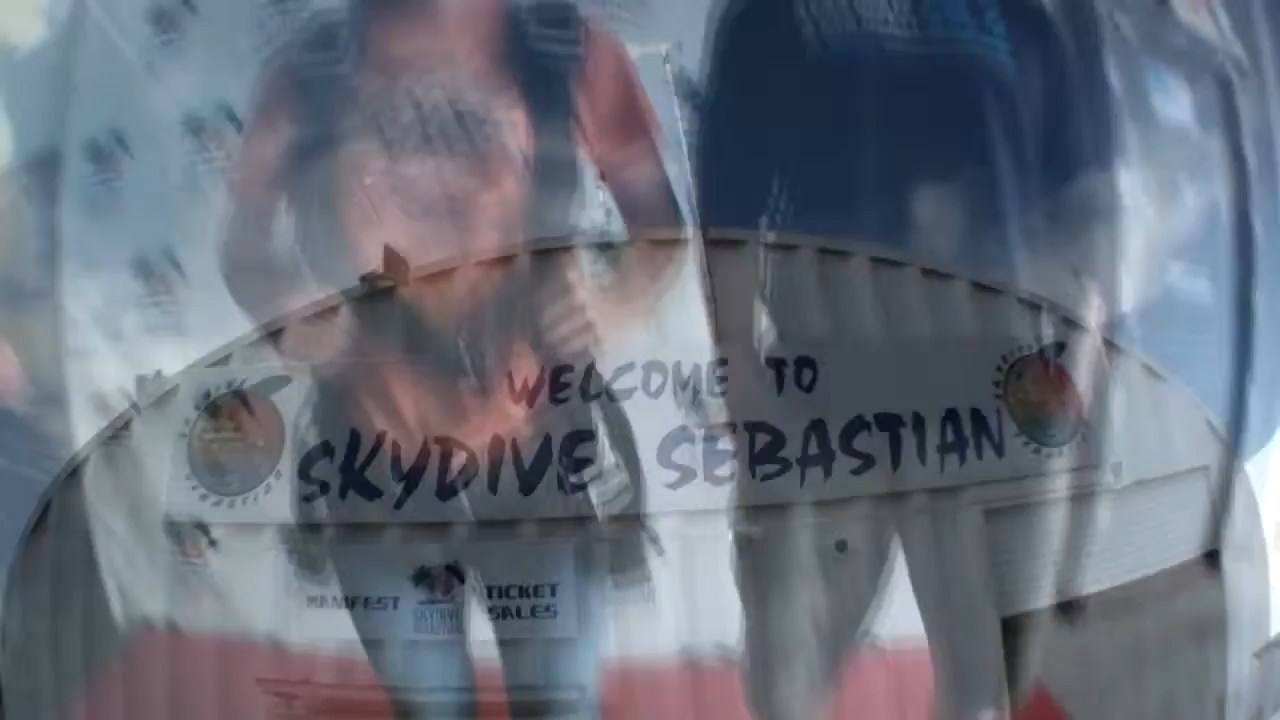 WELCOME TO
SKYDIVE SEBASTIAN
MANIFEST
TICKET
SALES